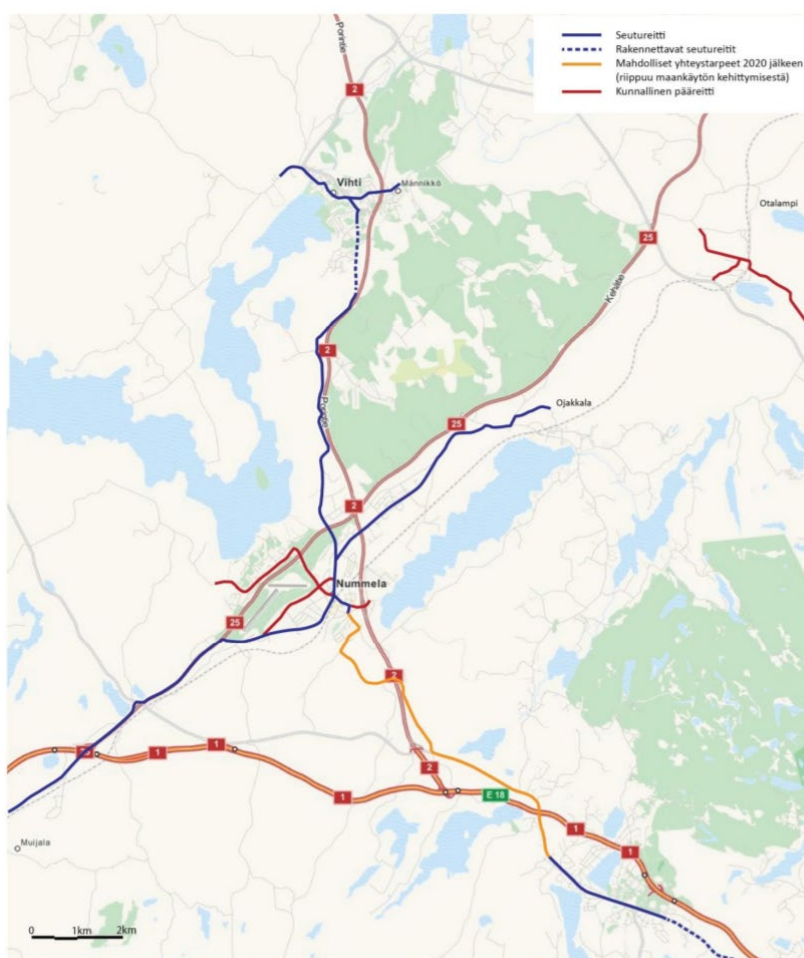 Seutureitti
Rakennettavat seutureitit
Mahdolliset yhteystarpeet 2020 jälkeen
(riippuu maankäytön kehittymisestä)
Kunnallinen pääreitti
Porintie
2
Vihti
Männikkö
Otalampi
25
Kehätie
2
Porintie
Ojakkala
25
2
Nummela
25
2
1
1
2
1
E 18
1
1
Muijala
0 1km 2km